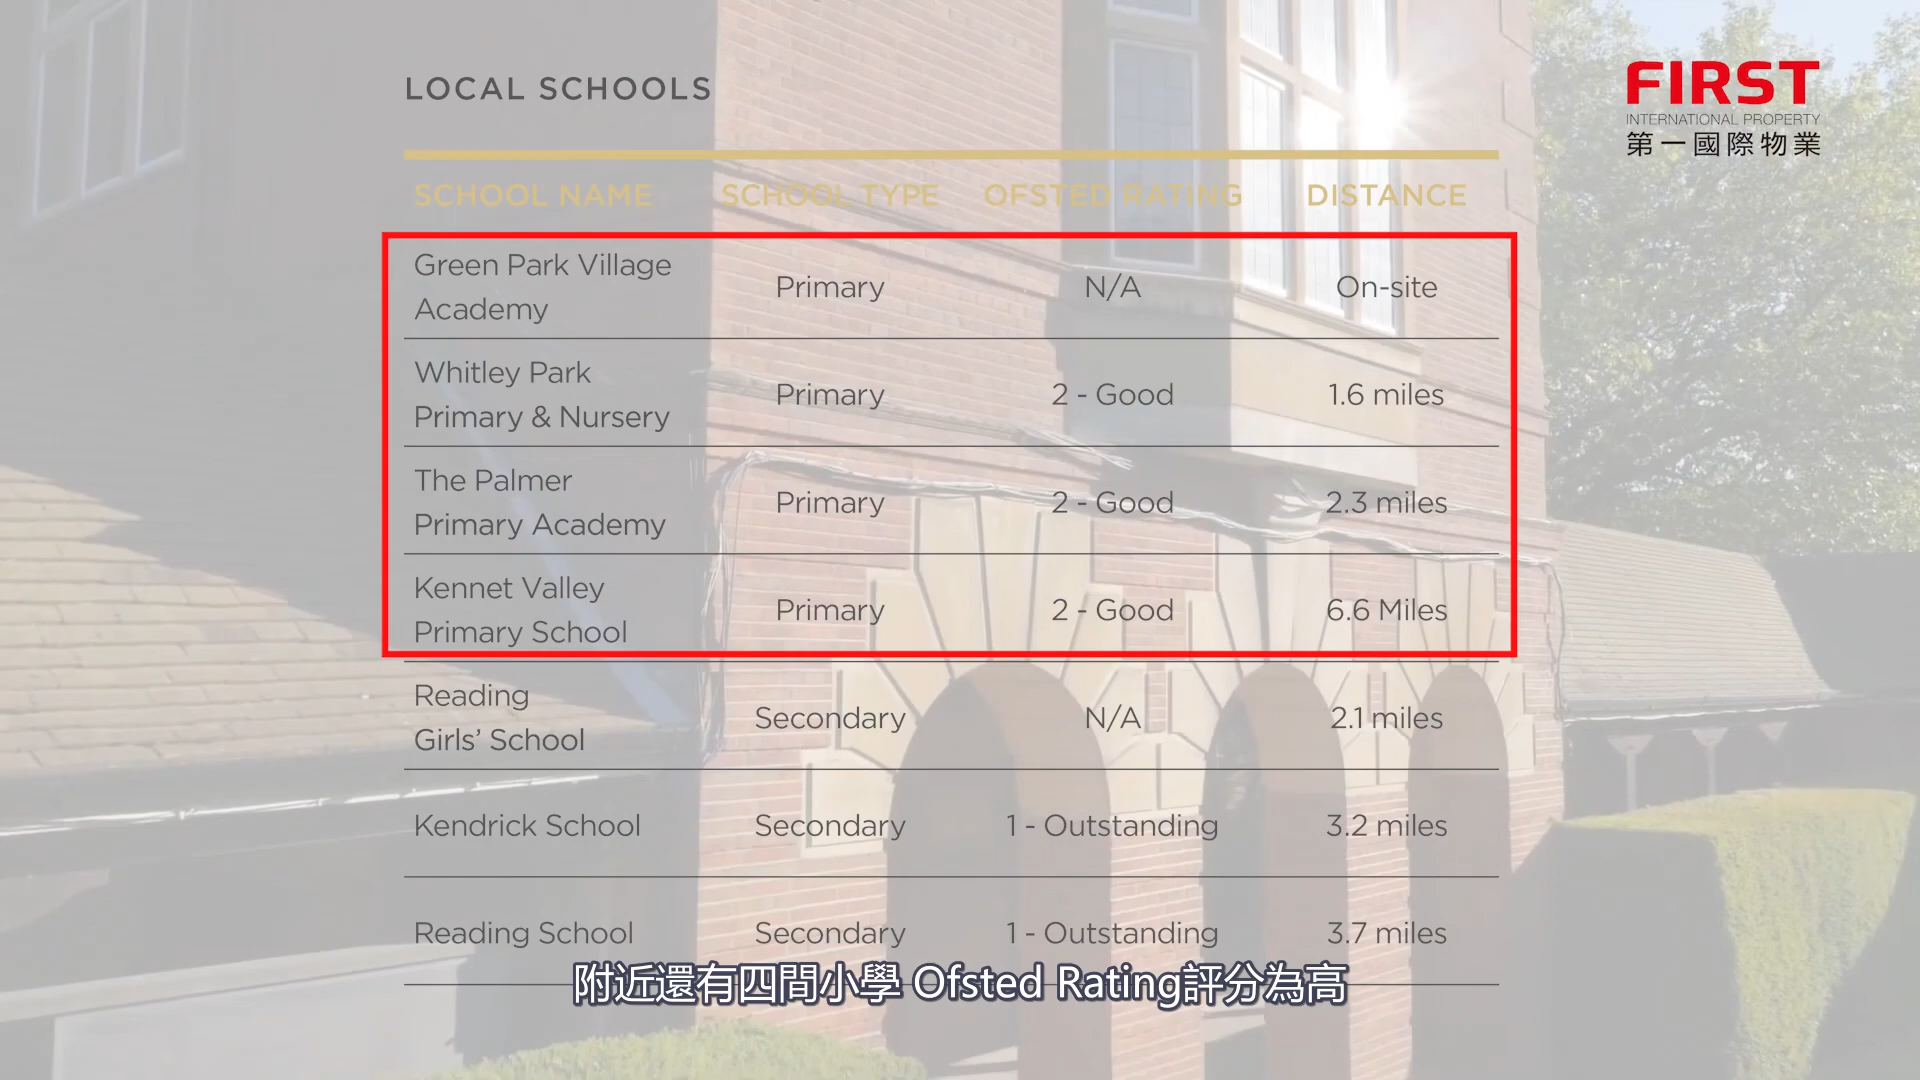 LOCAL SCHOOLS
FIRST
INTERNATIONAL PROPERTY
第一國際物業
SCHOOL NAME SCHOOL TYPE OFSTED RATING DISTANCE
Green Park Village
Academy
Primary N/A On-site
Whitley Park
Primary & Nursery
Primary 2 - Good 1.6 miles
The Palmer
Primary Academy
Primary 2 - Good 2.3 miles
Kennet Valley
Primary School
Primary 2 - Good 6.6 Miles
Reading
Girls’ School
Secondary N/A 2.1 miles
Kendrick School Secondary 1 - Outstanding 3.2 miles
Reading School Secondary 1 - Outstanding 3.7 miles
附近還有四間小學 Ofsted Rating評分為高